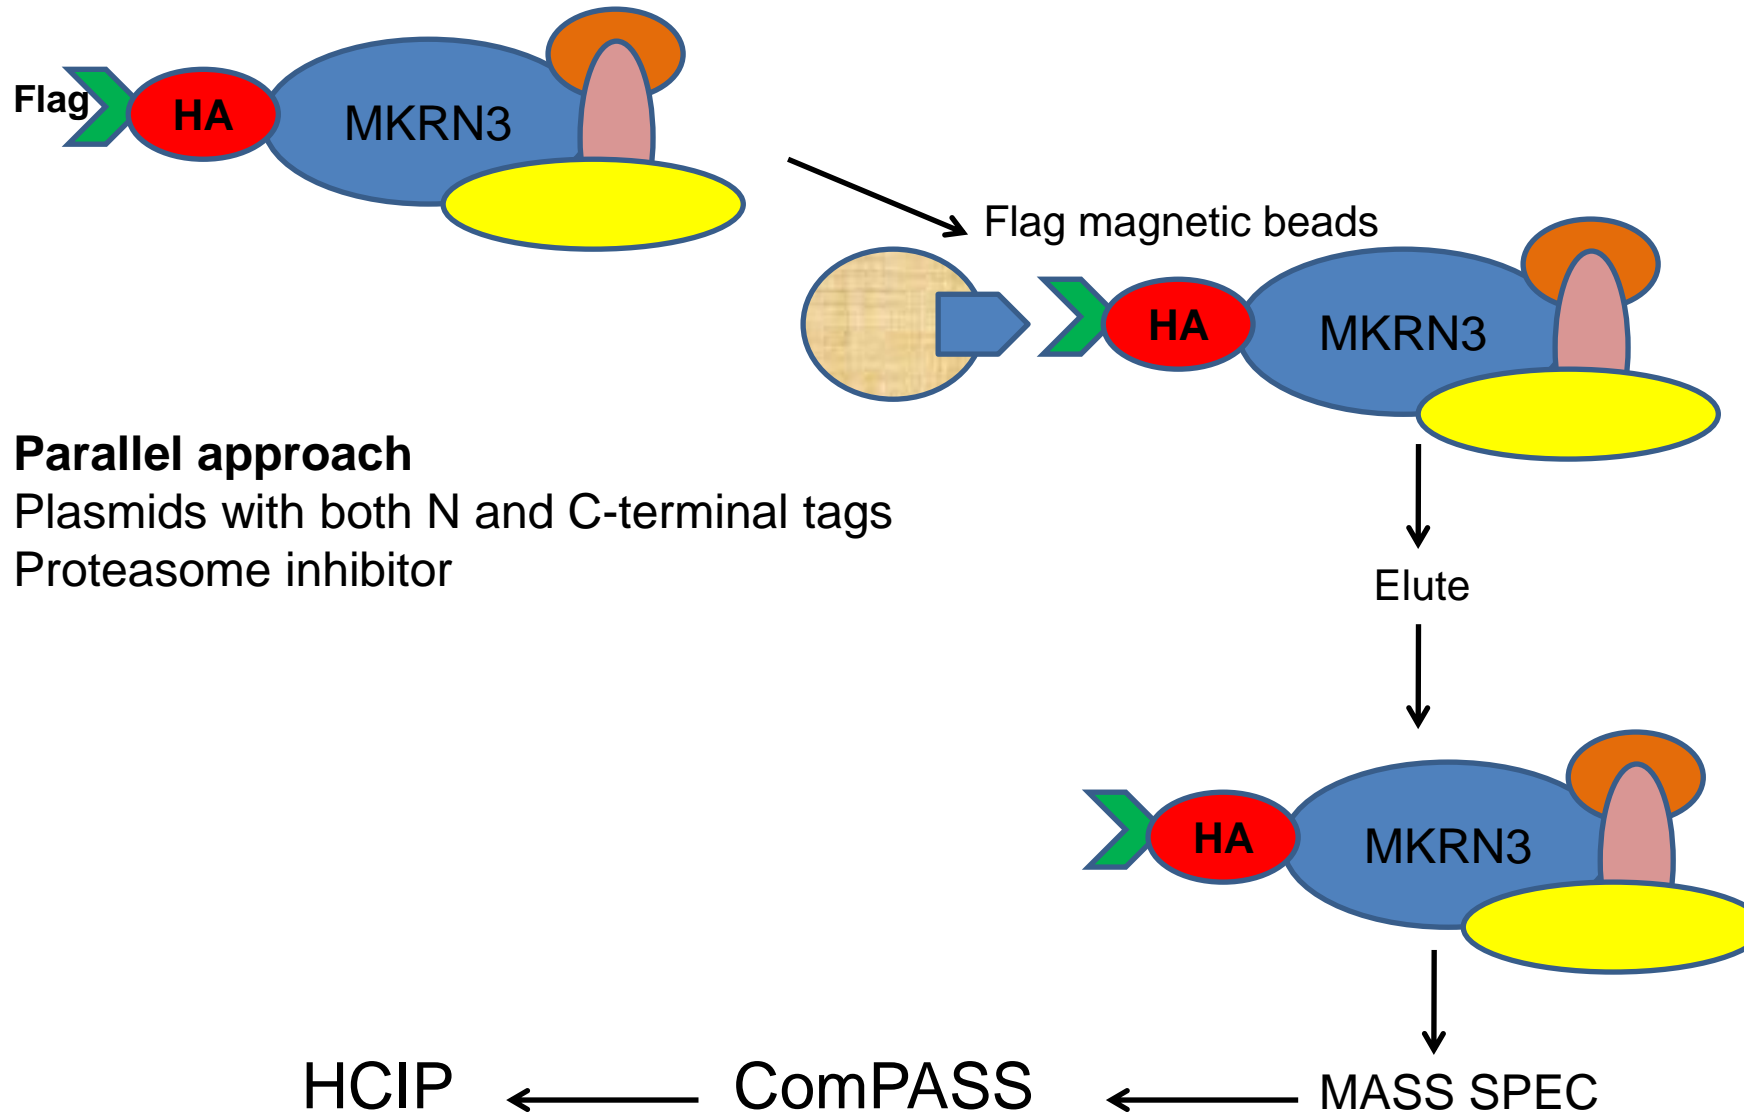 Flag
HA
MKRN3
Flag magnetic beads
HA
MKRN3
Parallel approach
Plasmids with both N and C-terminal tags
Proteasome inhibitor
Elute
HA
MKRN3
HCIP
ComPASS
MASS SPEC